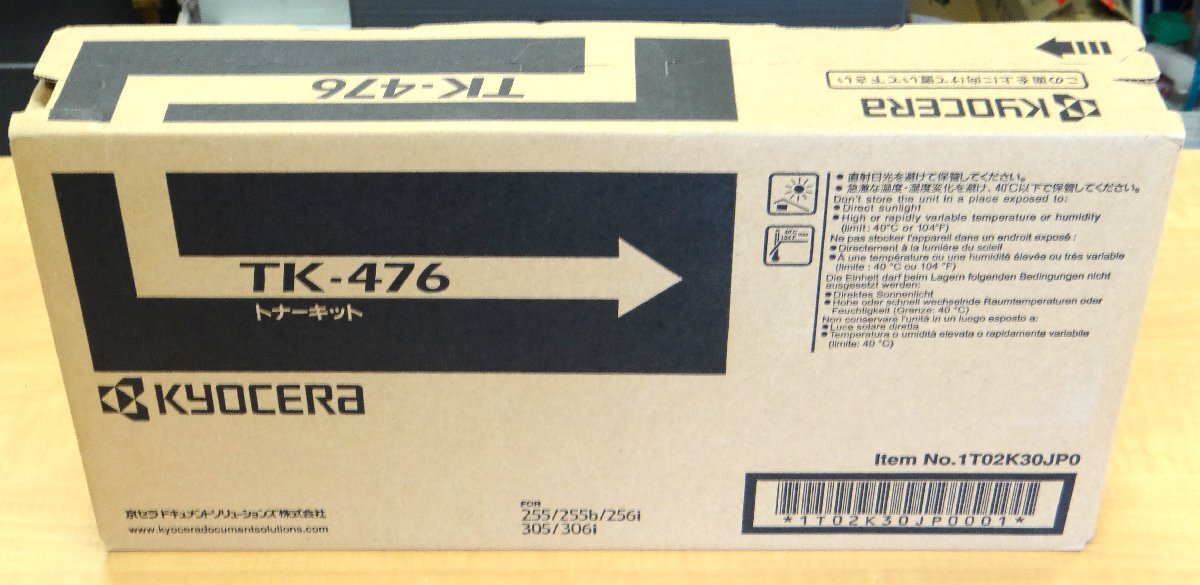 TK-476
この面を上に向けて置いて下さい
KYOCERA
TK-476
トナーキット
KYOCERA
● 直射日光を避けて保管してください。
● 急激な温度・湿度変化を避け、40℃以下で保管してください。
Don't store the unit in a place exposed to:
● Direct sunlight
● High or rapidly variable temperature or humidity
(limit: 40°C or 104°F)
Ne pas stocker l'appareil dans un endroit exposé :
● Directement à la lumière du soleil
● À une température ou une humidité élevée ou très variable
(limite : 40 °C ou 104 °F)
Die Einheit darf beim Lagern folgenden Bedingungen nicht
ausgesetzt werden:
● Direktes Sonnenlicht
● Hohe oder schnell wechselnde Raumtemperaturen oder
Feuchtigkeit (Grenze: 40 °C)
Non conservare l'unità in un luogo esposto a:
● Luce solare diretta
● Temperatura o umidità elevata o rapidamente variabile
(limite: 40 °C)
Item No.1T02K30JP0
*1T02K30JP0001*
京セラドキュメントソリューションズ株式会社
www.kyoceradocumentsolutions.com
FOR
255/255b/256i
305/306i